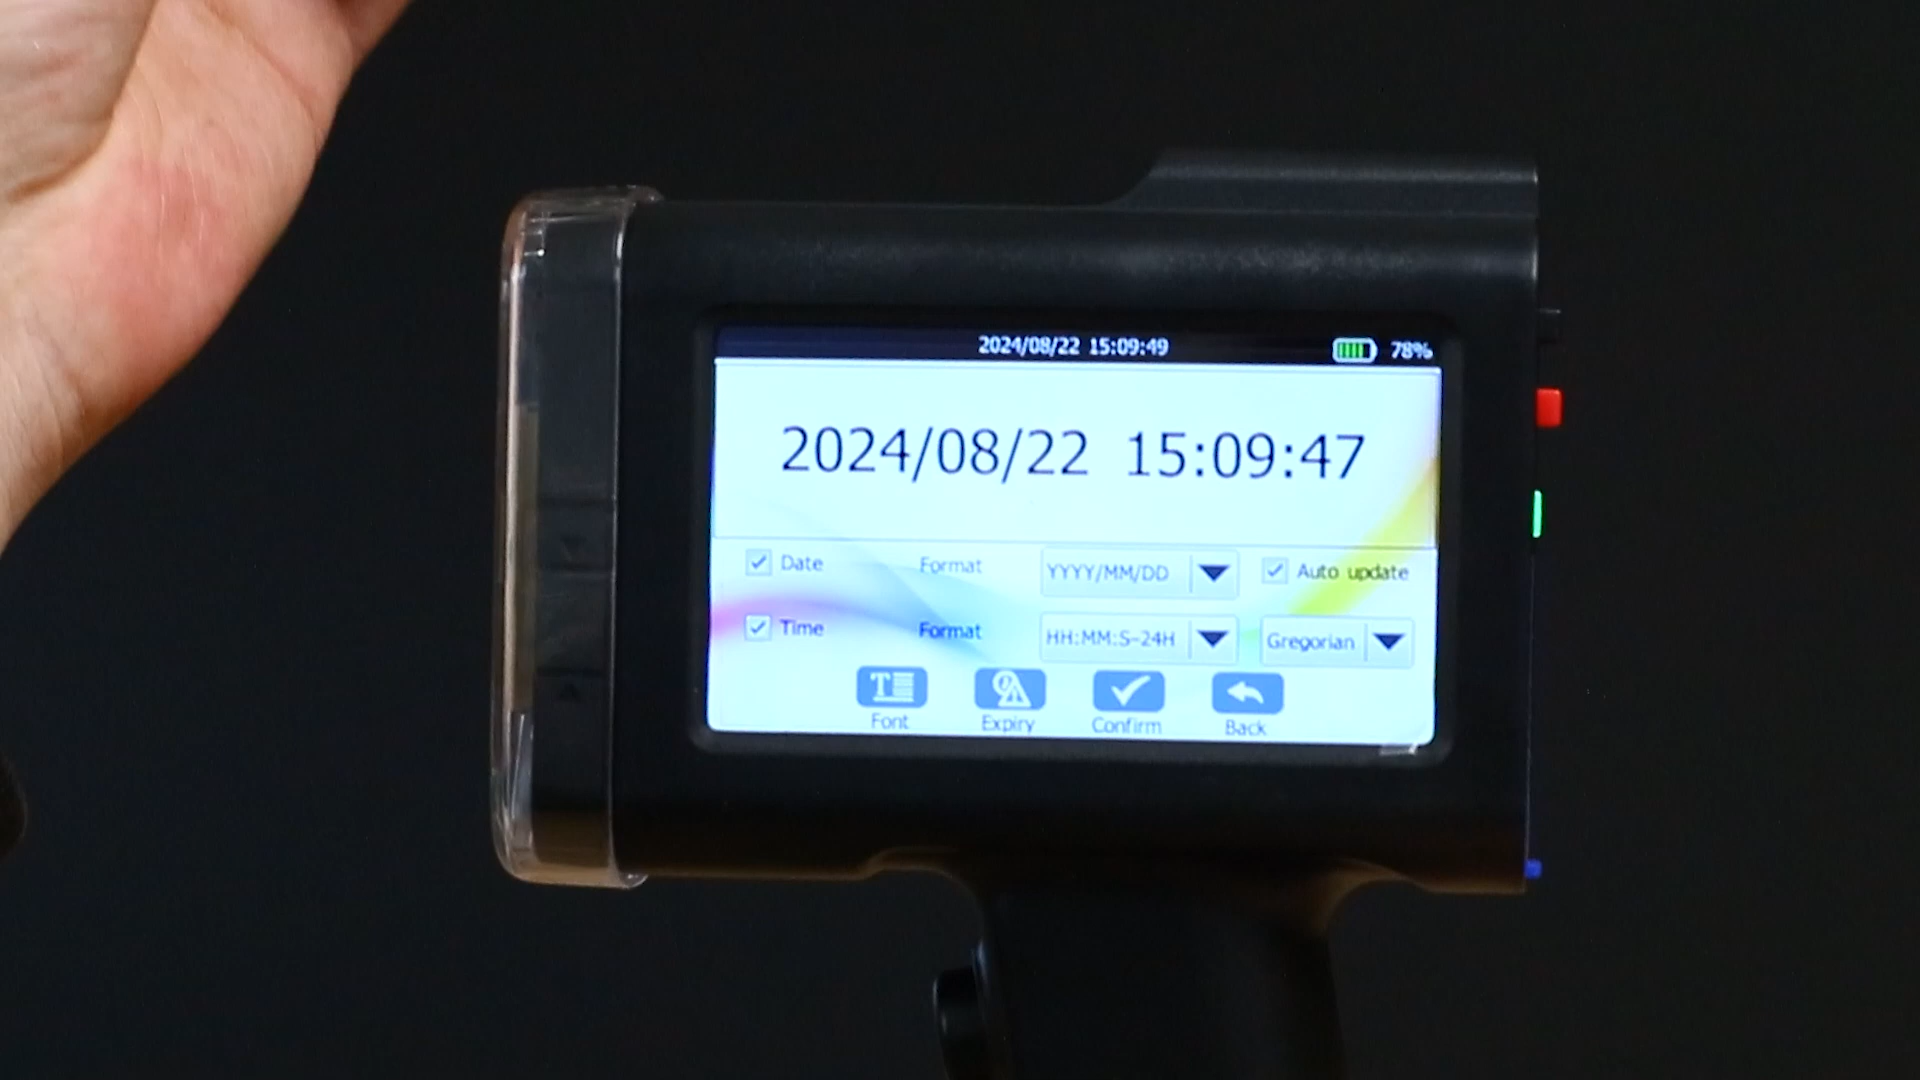 2024/08/22 15:09:49 78%
2024/08/22 15:09:47
Date Format YYYY/MM/DD Auto update
Time Format HH:MM:S-24H Gregorian
Font Expiry Confirm Back